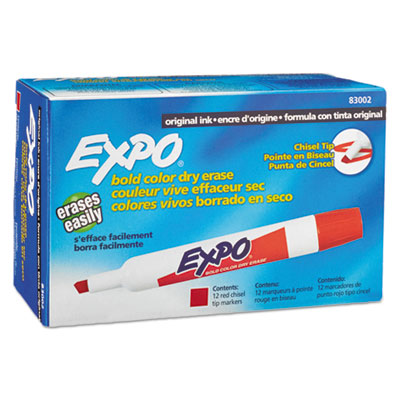 83002
original ink • encre d'origine • formula con tinta original
EXPO®
bold color dry erase
couleur vive effaceur sec
colores vivos borrado en seco
Chisel Tip
Pointe en Biseau
Punta de Cincel
erases
easily
s'efface facilement
borra facilmente
EXPO
BOLD COLOR DRY ERASE
Contents:
12 red chisel
tip markers
Contenu:
12 marqueurs à pointe
rouge en biseau
Contenido:
12 marcadores de
punto rojo tipo cincel
EXPO
83002